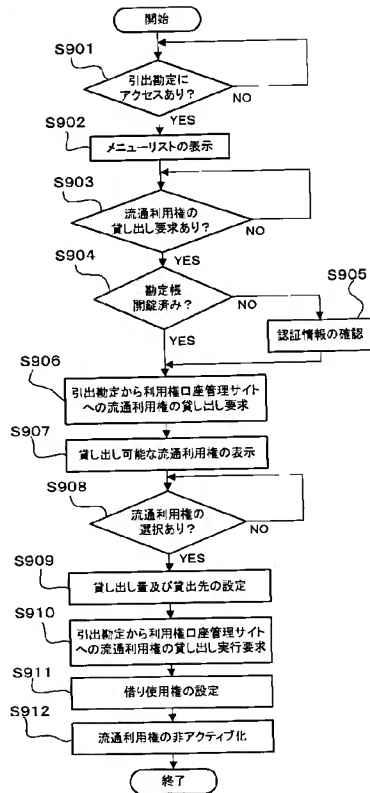 開始
S901
引出勘定に
アクセスあり?
NO
YES
S902
メニューリストの表示
S903
流通利用権の
貸し出し要求あり?
NO
YES
S904
勘定帳
開錠済み?
NO
YES
S905
認証情報の確認
S906
引出勘定から利用権口座管理サイト
への流通利用権の貸し出し要求
S907
貸し出し可能な流通利用権の表示
S908
流通利用権の
選択あり?
NO
YES
S909
貸し出し量及び貸出先の設定
S910
引出勘定から利用権口座管理サイト
への流通利用権の貸し出し実行要求
S911
借り使用権の設定
S912
流通利用権の非アクティブ化
終了